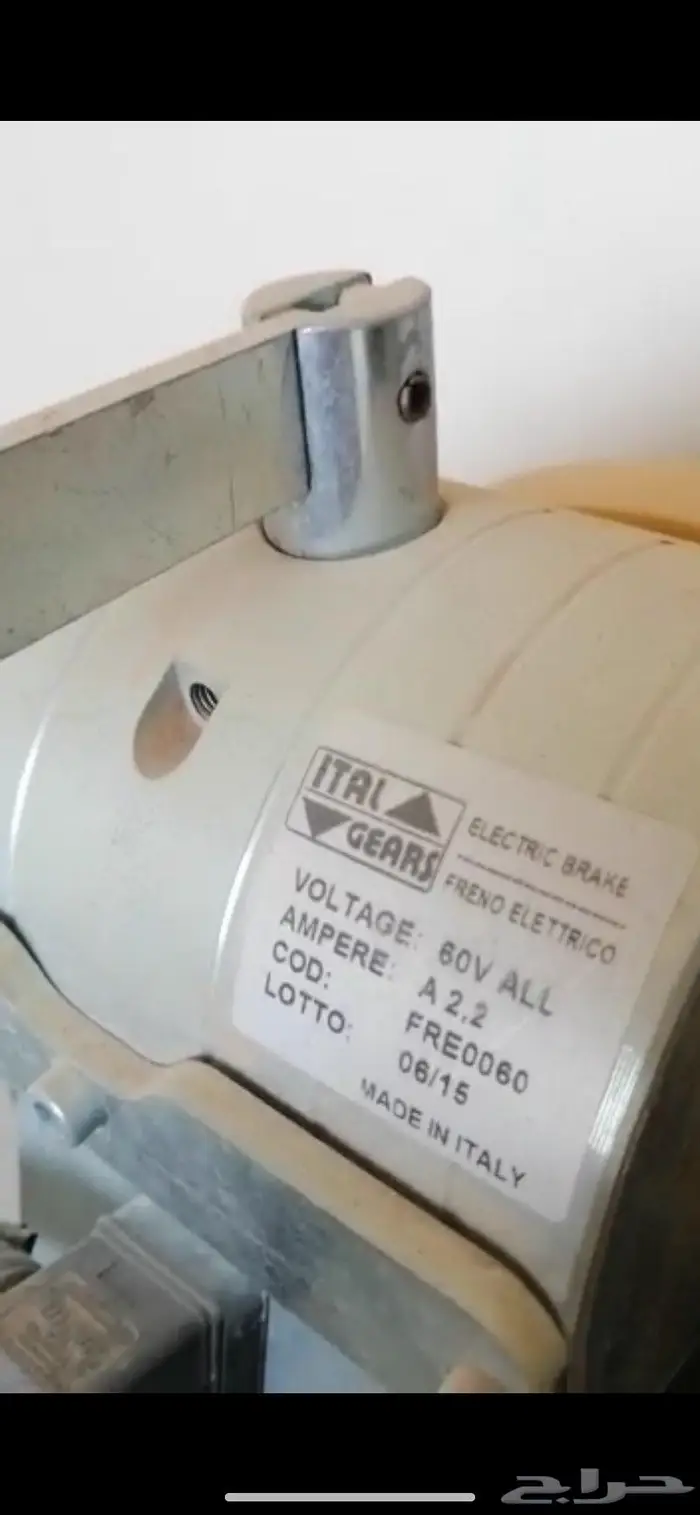 ITAL
GEARS
ELECTRIC BRAKE
FRENO ELETTRICO
VOLTAGE: 60V ALL
AMPERE: A 2,2
COD: FRE0060
LOTTO: 06/15
MADE IN ITALY
حراج